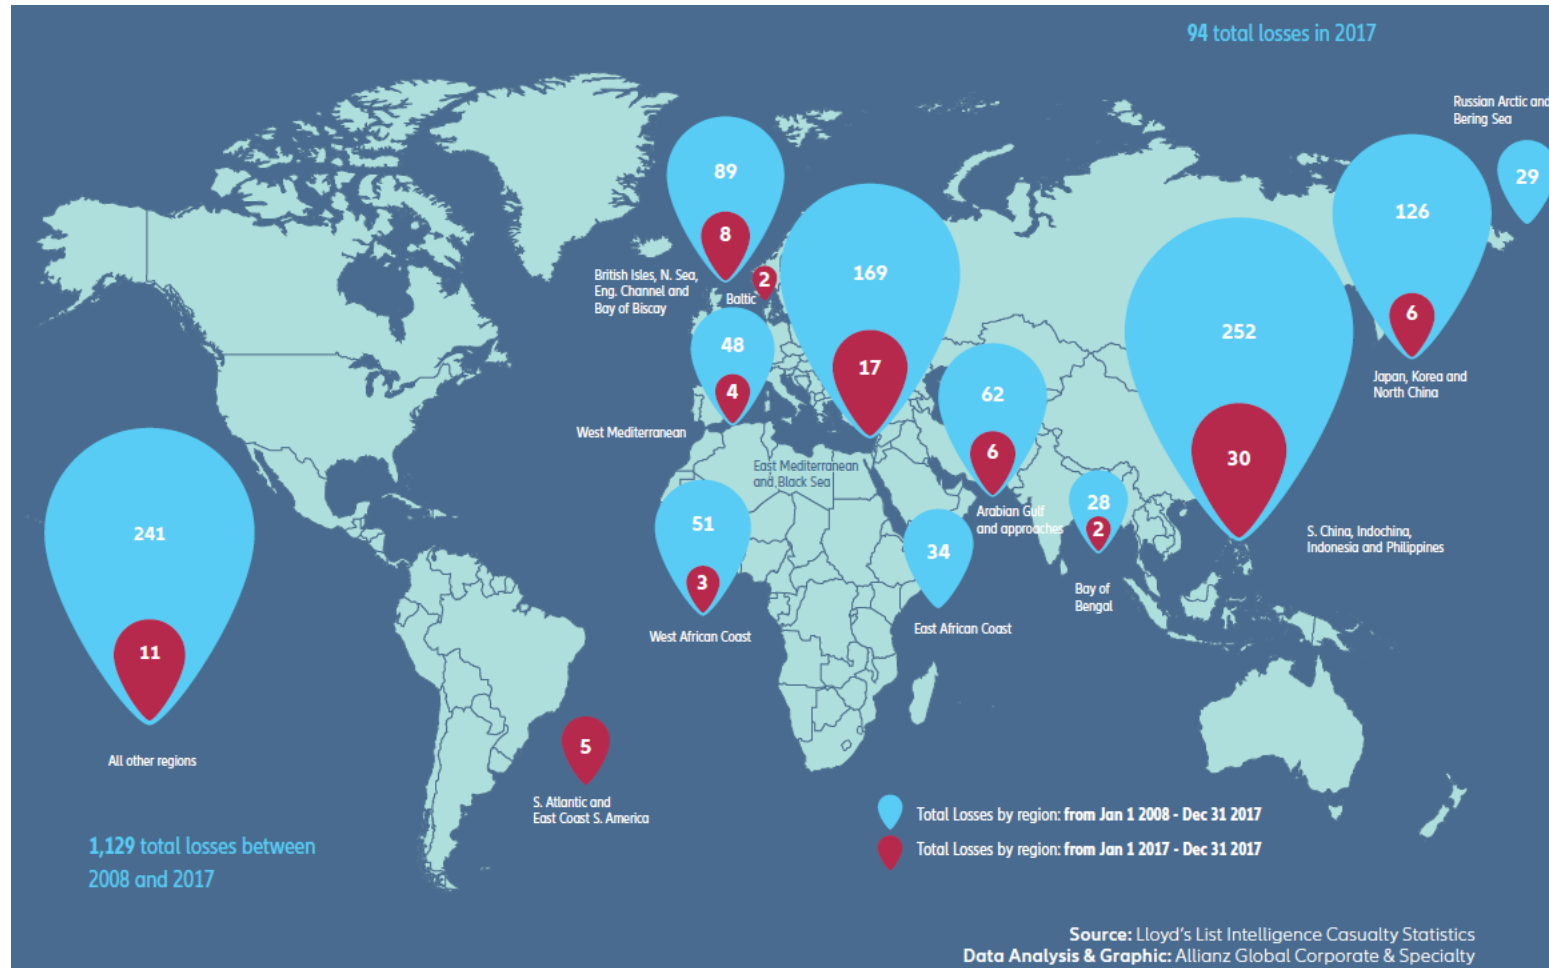 94 total losses in 2017
Russian Arctic and
Bering Sea
29
89
8
British Isles, N. Sea,
Eng. Channel and
Bay of Biscay
2
Baltic
169
17
East Mediterranean
and Black Sea
126
6
Japan, Korea and
North China
252
30
S. China, Indochina,
Indonesia and Philippines
48
4
West Mediterranean
62
6
Arabian Gulf
and approaches
28
2
Bay of
Bengal
51
3
West African Coast
34
East African Coast
241
11
All other regions
5
S. Atlantic and
East Coast S. America
1,129 total losses between
2008 and 2017
Total Losses by region: from Jan 1 2008 - Dec 31 2017
Total Losses by region: from Jan 1 2017 - Dec 31 2017
Source: Lloyd's List Intelligence Casualty Statistics
Data Analysis & Graphic: Allianz Global Corporate & Specialty